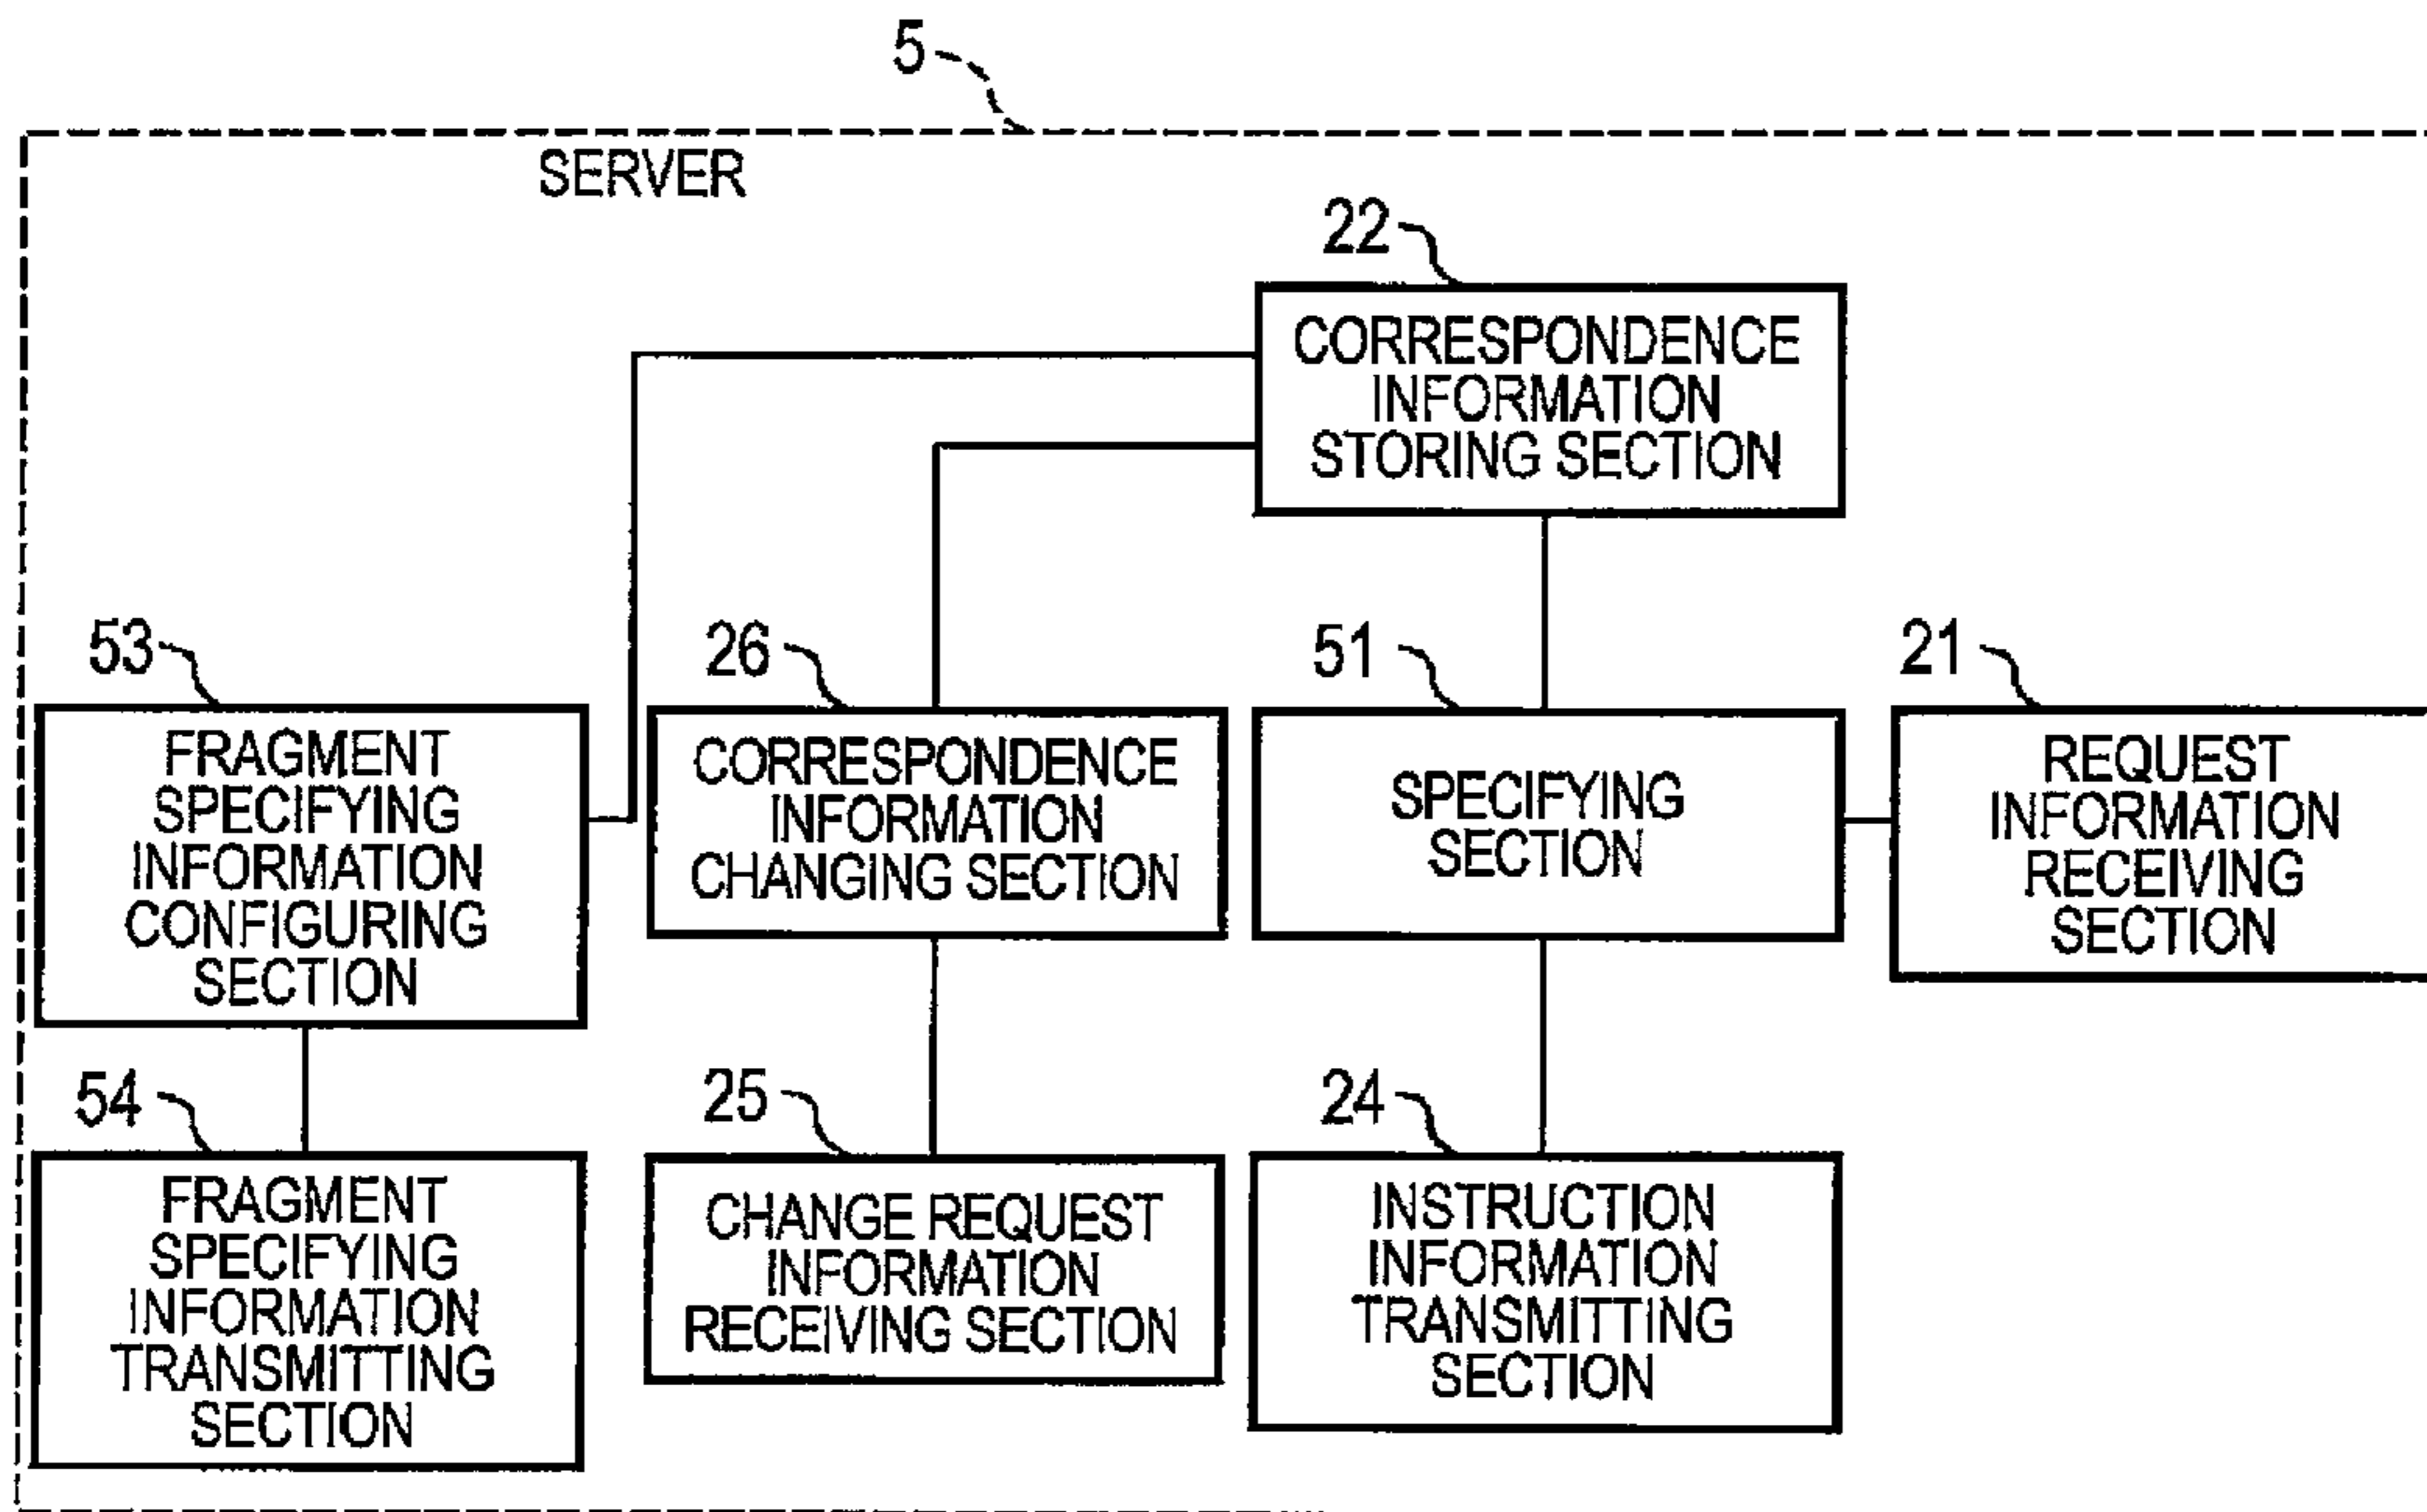 5
SERVER
22
CORRESPONDENCE
INFORMATION
STORING SECTION
53
FRAGMENT
SPECIFYING
INFORMATION
CONFIGURING
SECTION
26
CORRESPONDENCE
INFORMATION
CHANGING SECTION
51
SPECIFYING
SECTION
21
REQUEST
INFORMATION
RECEIVING
SECTION
54
FRAGMENT
SPECIFYING
INFORMATION
TRANSMITTING
SECTION
25
CHANGE REQUEST
INFORMATION
RECEIVING SECTION
24
INSTRUCTION
INFORMATION
TRANSMITTING
SECTION